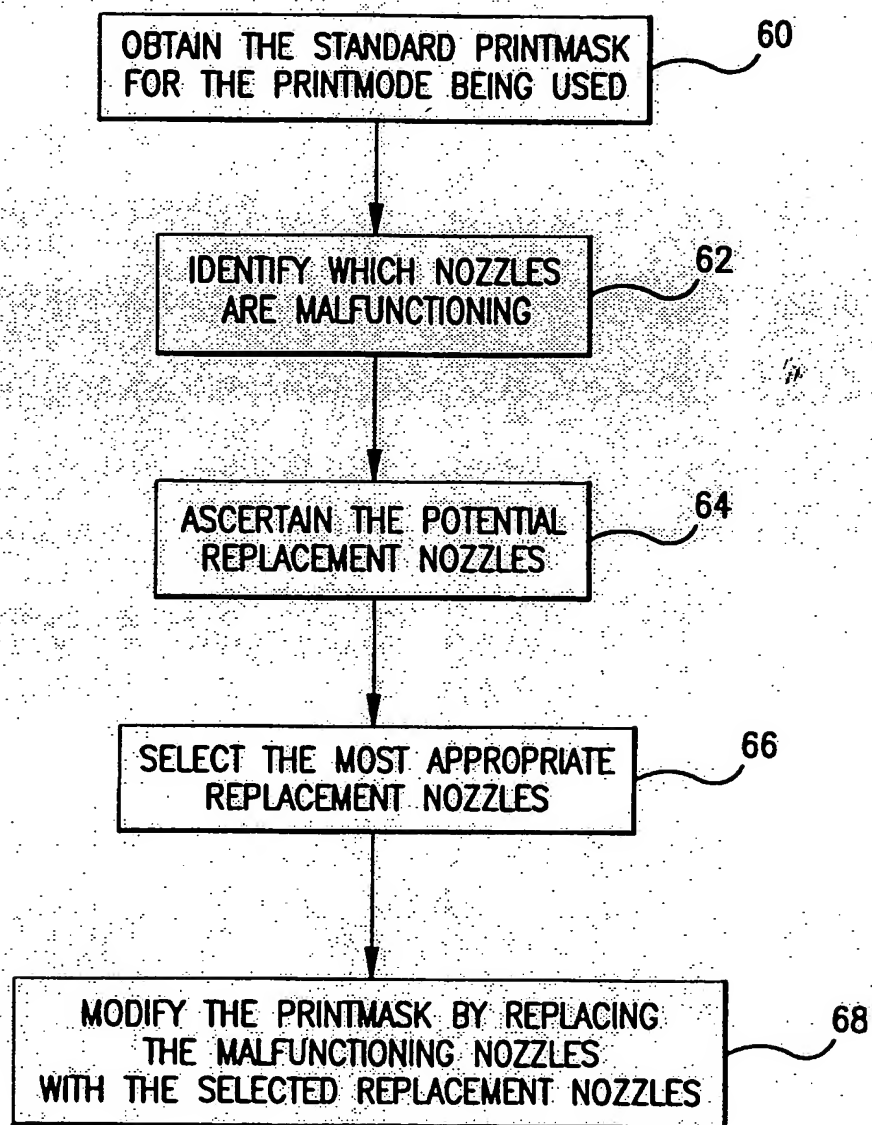 OBTAIN THE STANDARD PRINTMASK
FOR THE PRINTMODE BEING USED
60
IDENTIFY WHICH NOZZLES
ARE MALFUNCTIONING
62
ASCERTAIN THE POTENTIAL
REPLACEMENT NOZZLES
64
SELECT THE MOST APPROPRIATE
REPLACEMENT NOZZLES
66
MODIFY THE PRINTMASK BY REPLACING
THE MALFUNCTIONING NOZZLES
WITH THE SELECTED REPLACEMENT NOZZLES
68